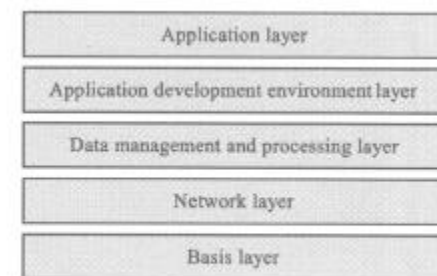 Application layer
Application development environment layer
Data management and processing layer
Network layer
Basis layer